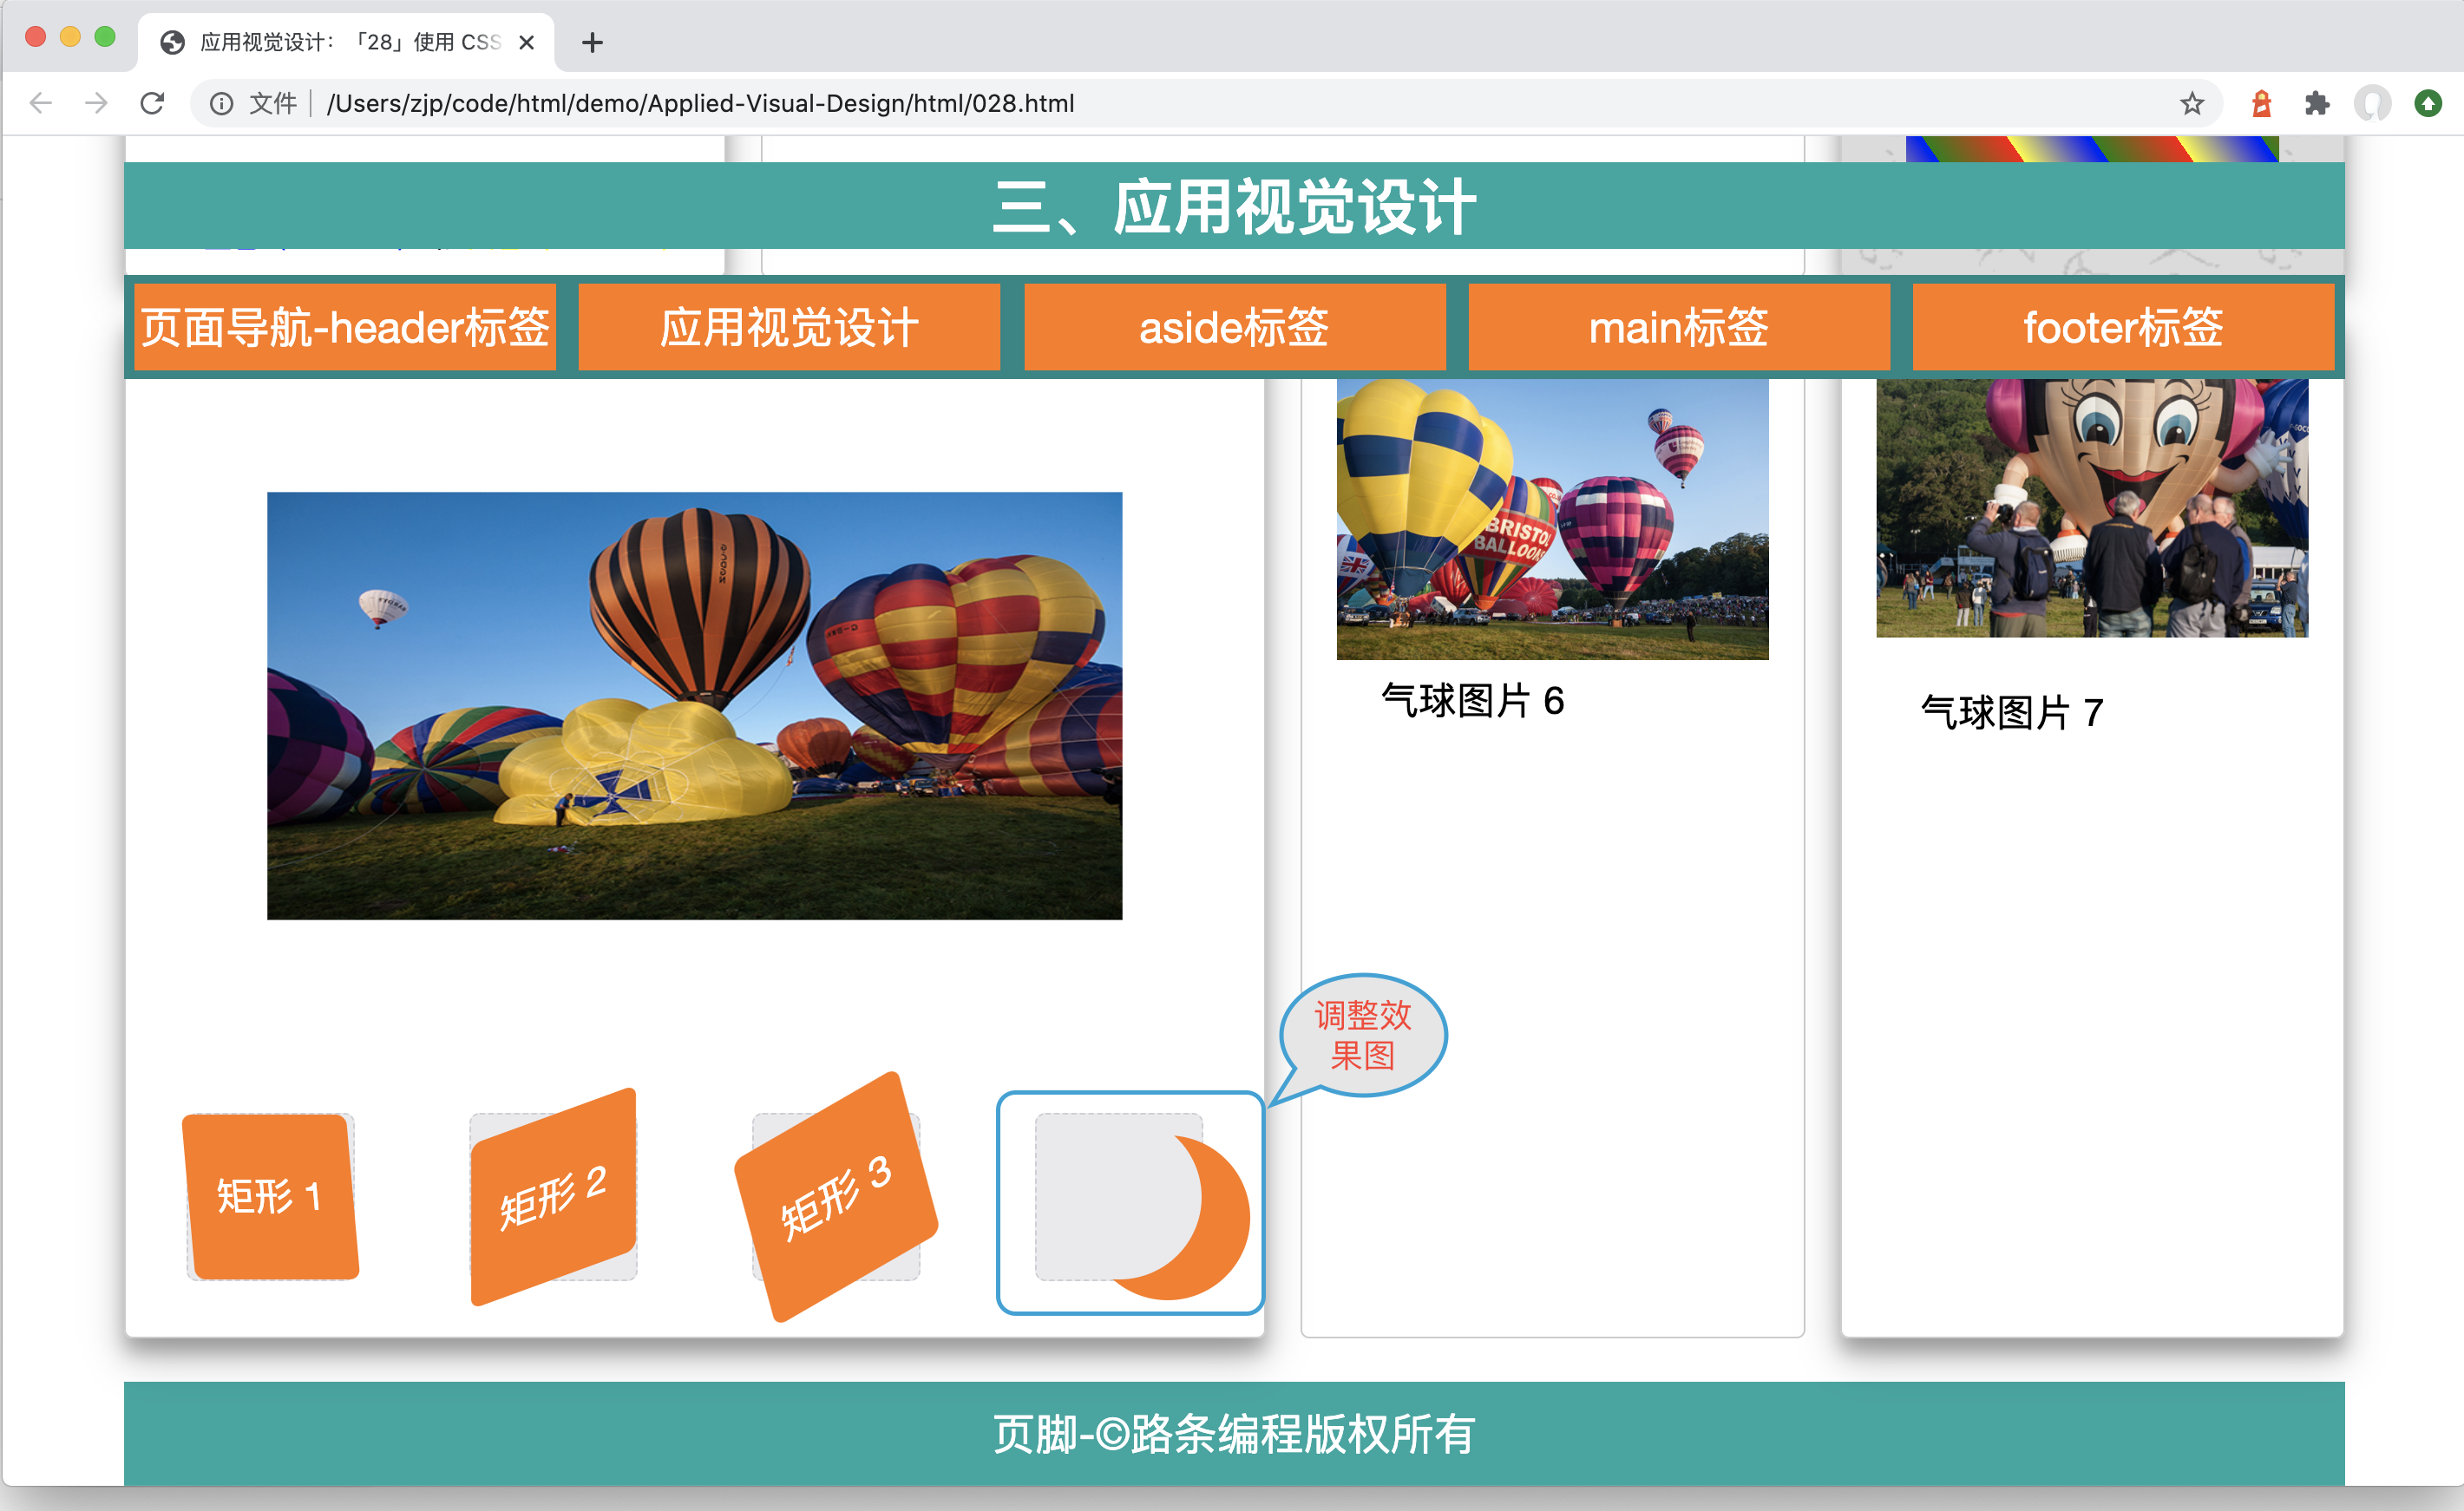 应用视觉设计：「28」使用 CSS
文件 /Users/zjp/code/html/demo/Applied-Visual-Design/html/028.html
三、应用视觉设计
页面导航-header标签
应用视觉设计
aside标签
main标签
footer标签
BRISTOL
BALLOONS
气球图片 6
气球图片 7
调整效
果图
矩形 1
矩形 2
矩形 3
页脚-©路条编程版权所有